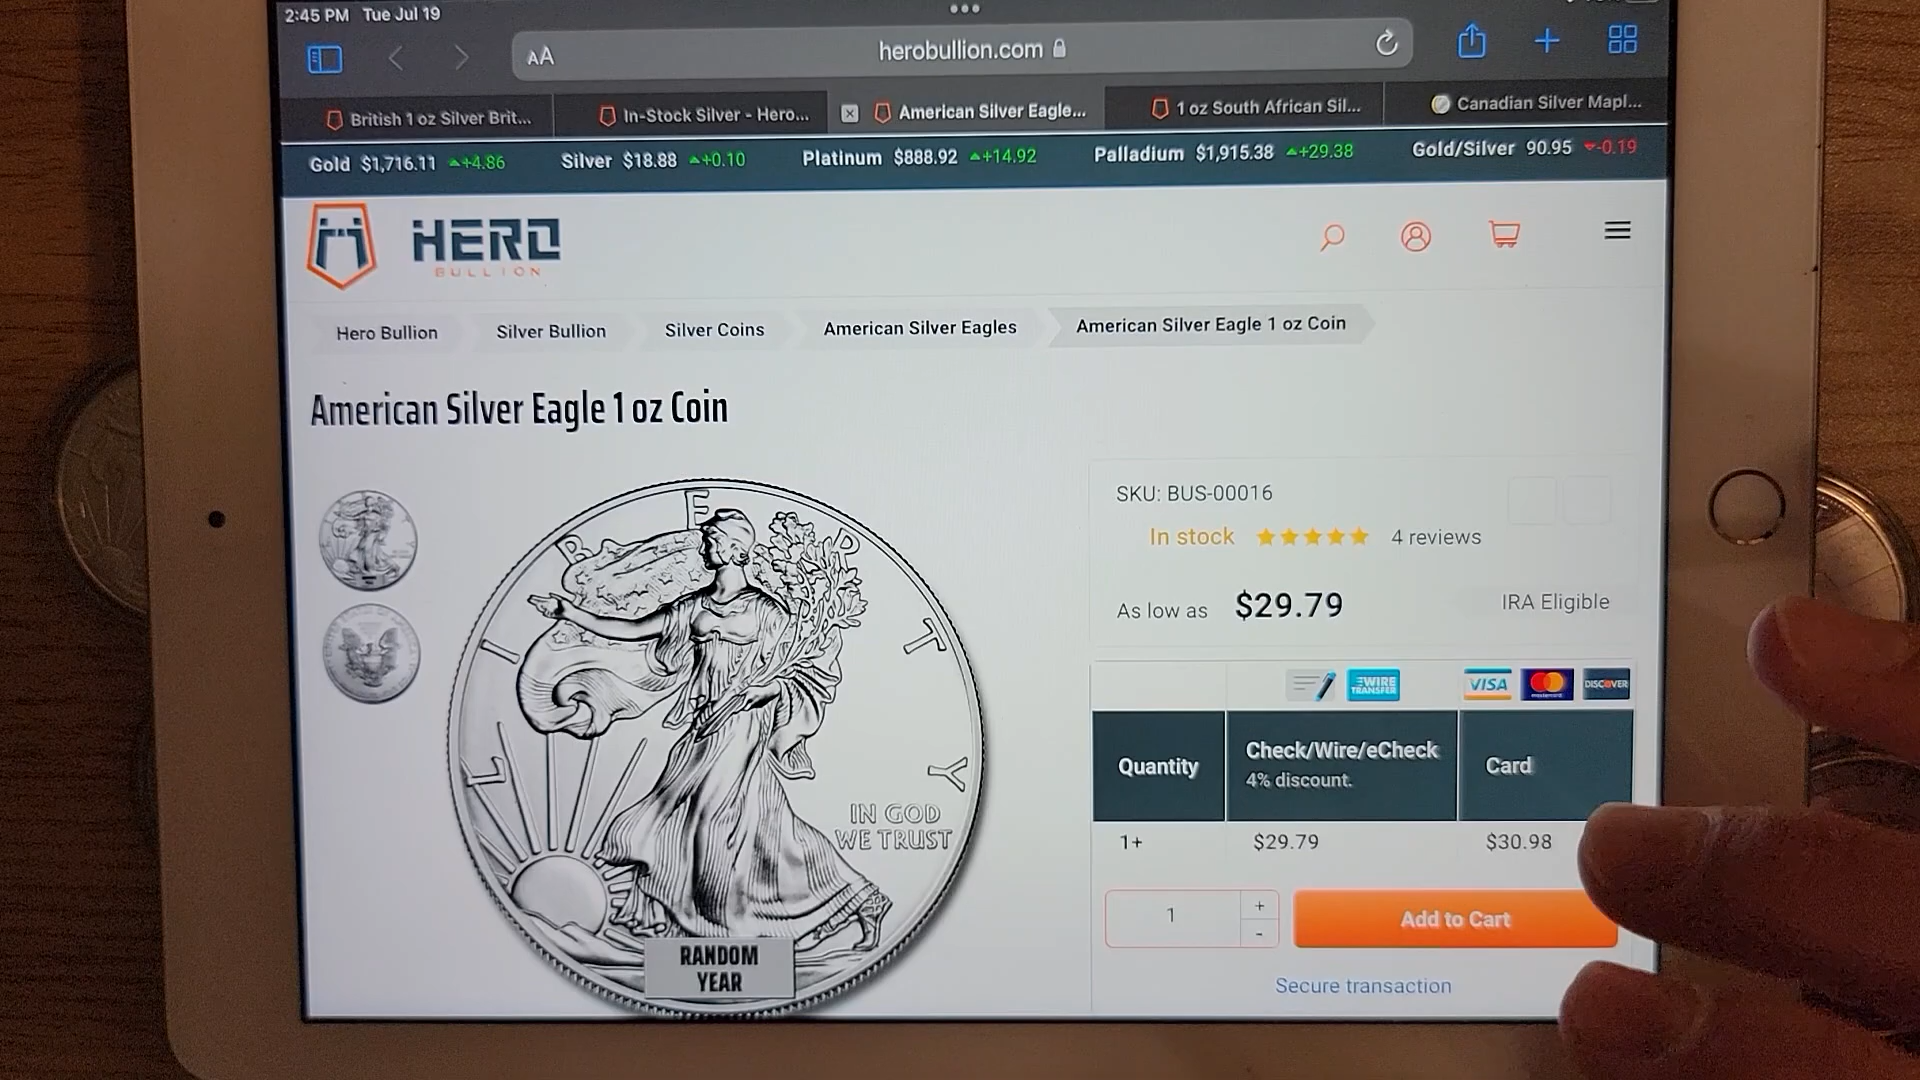 2:45 PM Tue Jul 19
AA herobullion.com
British 1 oz Silver Brit... In-Stock Silver - Hero... American Silver Eagle... 1 oz South African Sil... Canadian Silver Mapl...
Gold $1,716.11 +4.86 Silver $18.88 +0.10 Platinum $888.92 +14.92 Palladium $1,915.38 +29.38 Gold/Silver 90.95 -0.19
HERO
BULLION
Hero Bullion Silver Bullion Silver Coins American Silver Eagles American Silver Eagle 1 oz Coin
American Silver Eagle 1 oz Coin
LIBERTY
IN GOD
WE TRUST
RANDOM
YEAR
SKU: BUS-00016
In stock 4 reviews
As low as $29.79 IRA Eligible
WIRE TRANSFER VISA mastercard DISCOVER
Quantity Check/Wire/eCheck Card
4% discount.
1+ $29.79 $30.98
1 + - Add to Cart
Secure transaction